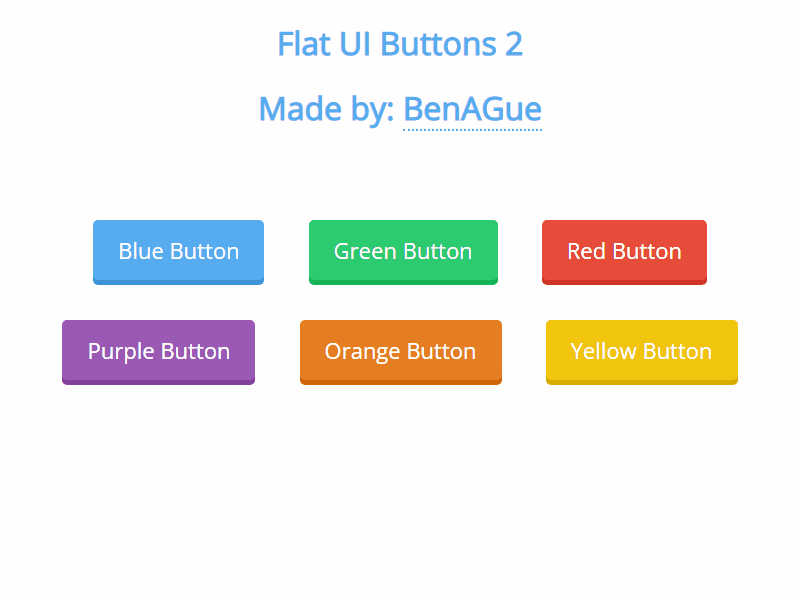 Flat UI Buttons 2
Made by: BenAGue
Blue Button
Green Button
Red Button
Purple Button
Orange Button
Yellow Button